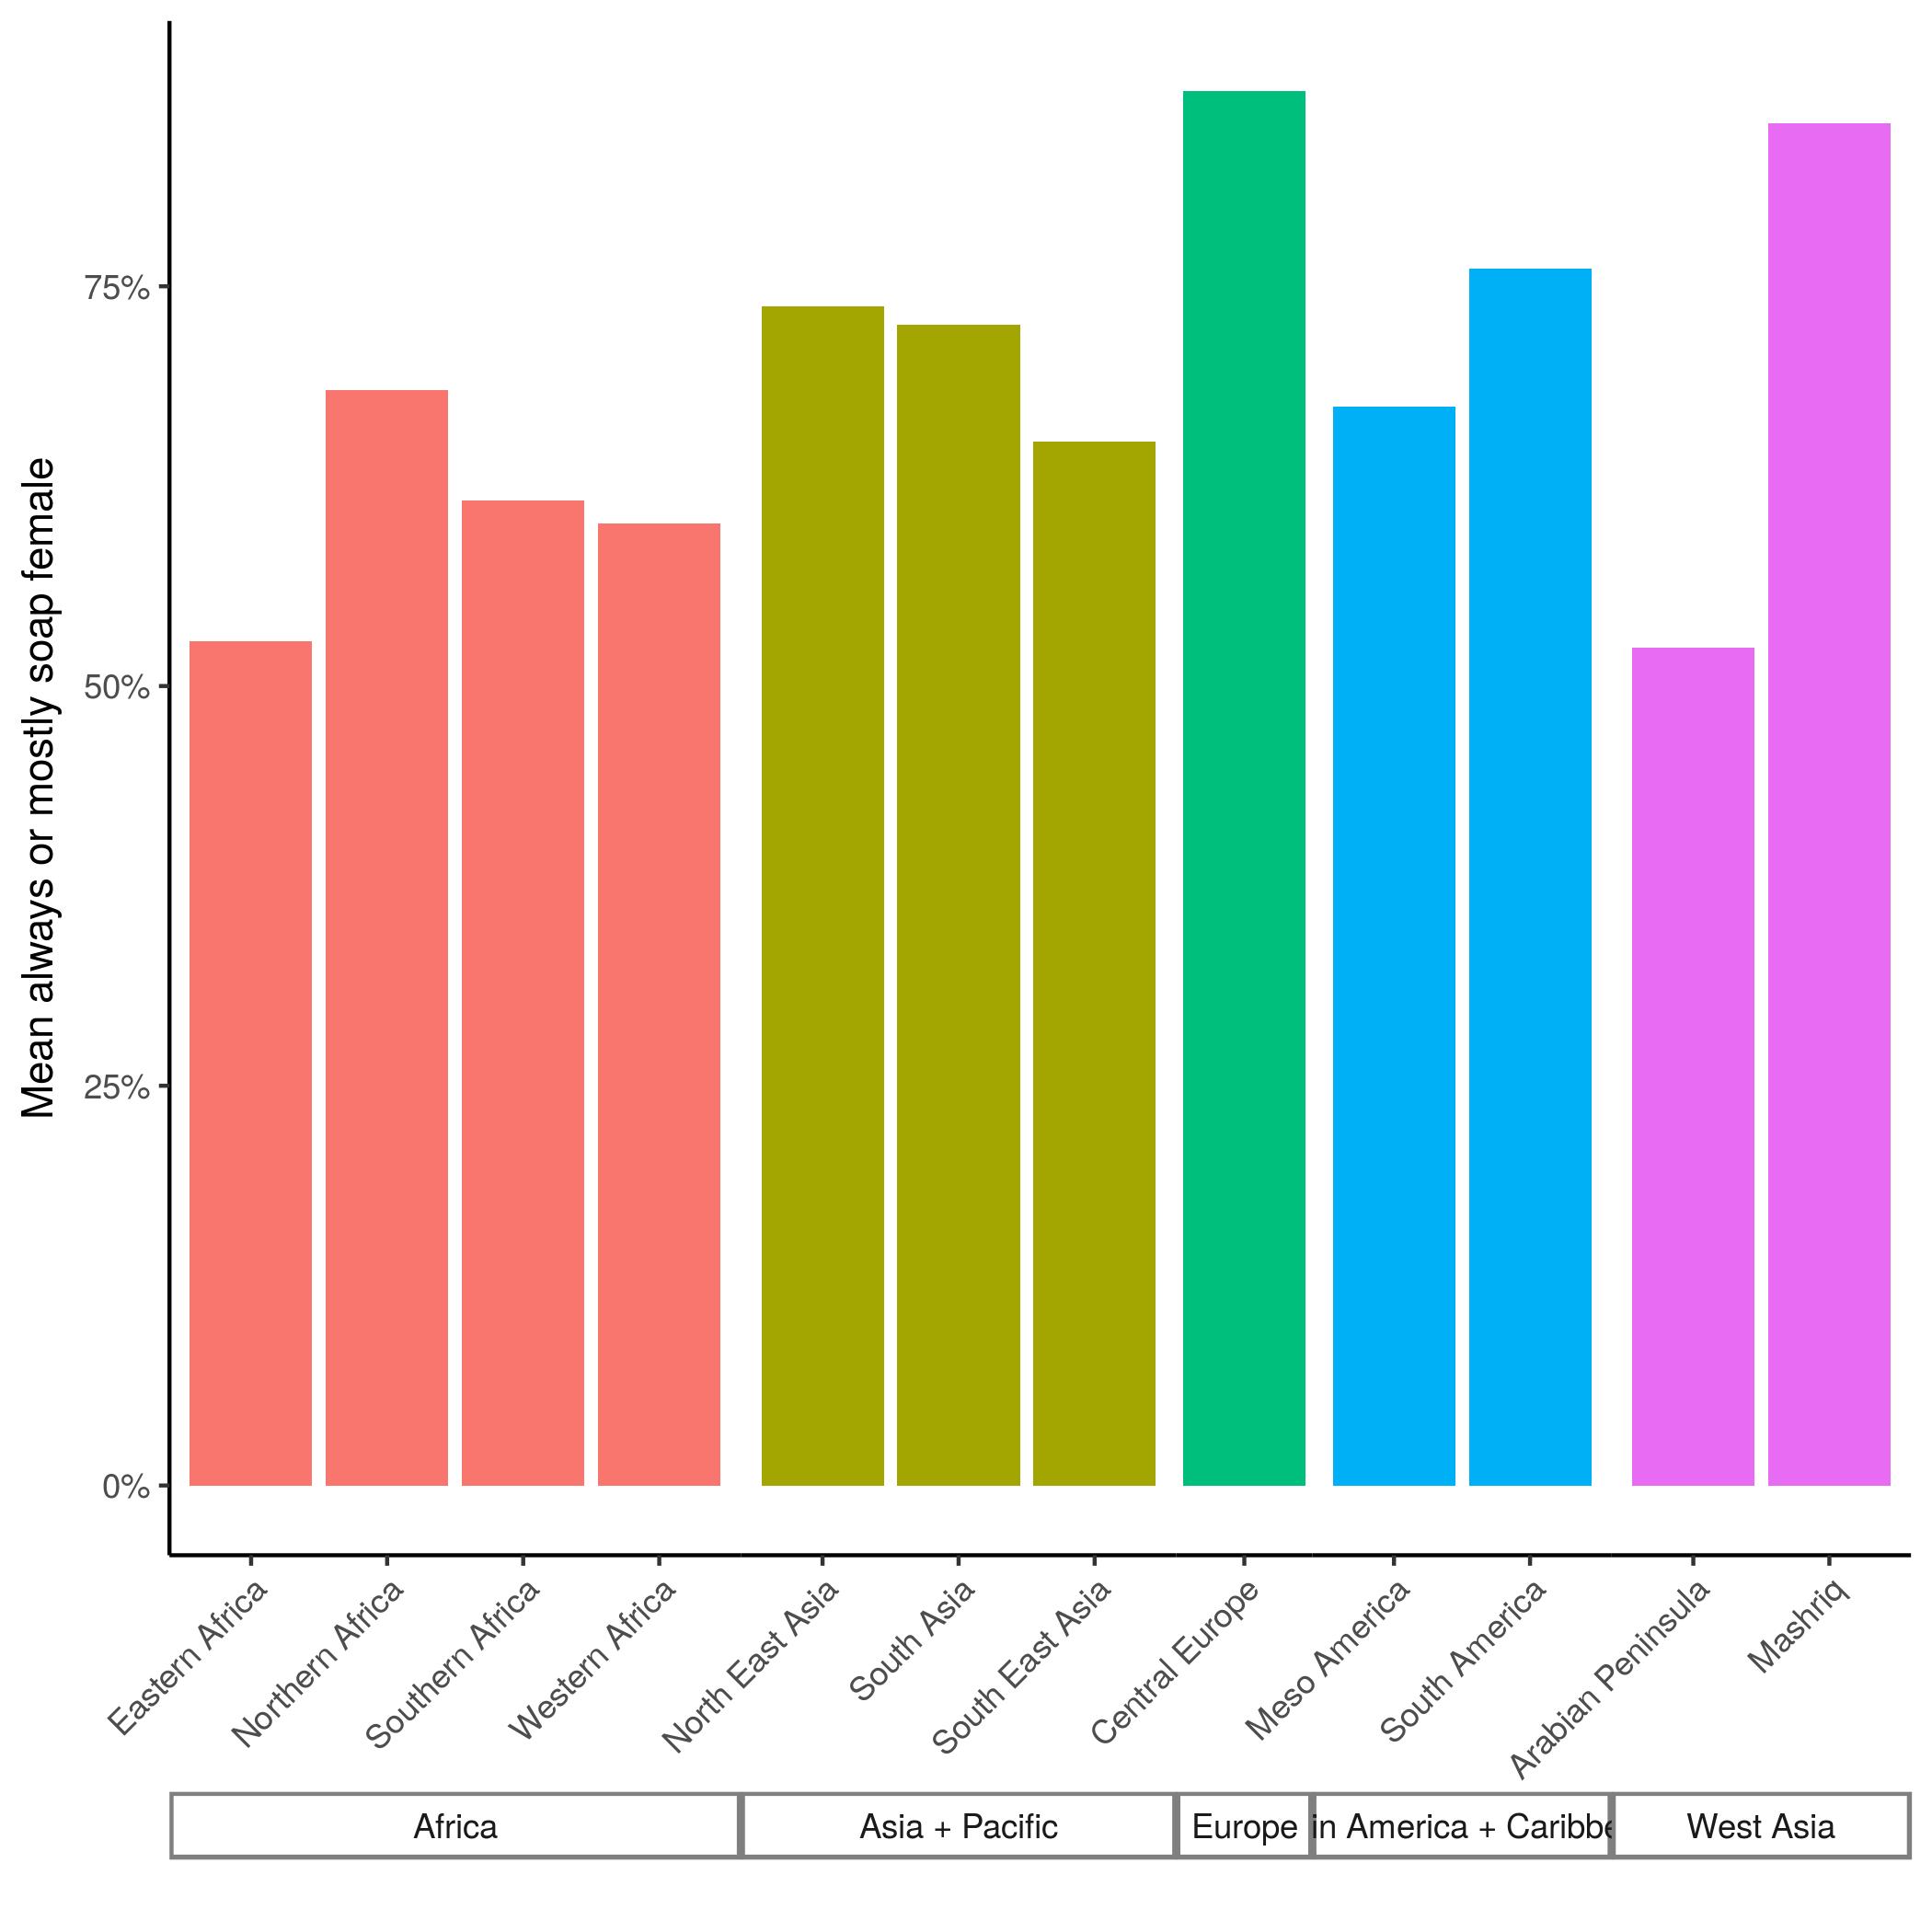 Mean always or mostly soap female
75%
50%
25%
0%
Eastern Africa
Northern Africa
Southern Africa
Western Africa
North East Asia
South Asia
South East Asia
Central Europe
Meso America
South America
Arabian Peninsula
Mashriq
Africa
Asia + Pacific
Europe
in America + Caribbe
West Asia